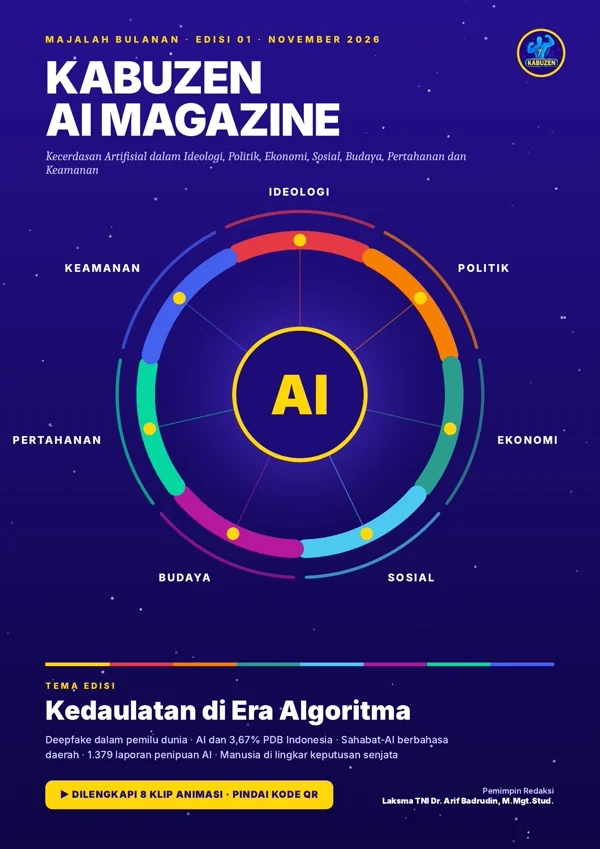 MAJALAH BULANAN · EDISI 01 · NOVEMBER 2026
KABUZEN
KABUZEN
AI MAGAZINE
Kecerdasan Artifisial dalam Ideologi, Politik, Ekonomi, Sosial, Budaya, Pertahanan dan
Keamanan
IDEOLOGI
KEAMANAN
POLITIK
AI
PERTAHANAN
EKONOMI
BUDAYA
SOSIAL
TEMA EDISI
Kedaulatan di Era Algoritma
Deepfake dalam pemilu dunia · AI dan 3,67% PDB Indonesia · Sahabat-AI berbahasa
daerah · 1.379 laporan penipuan AI · Manusia di lingkar keputusan senjata
▶ DILENGKAPI 8 KLIP ANIMASI · PINDAI KODE QR
Pemimpin Redaksi
Laksma TNI Dr. Arif Badrudin, M.Mgt.Stud.